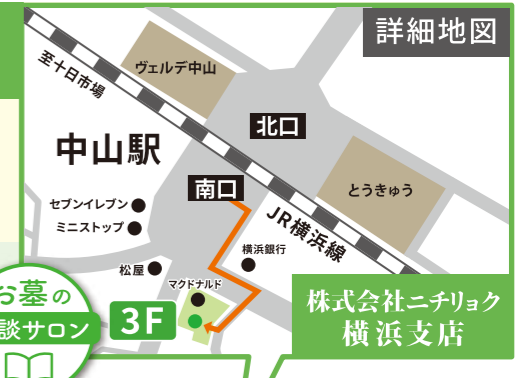 詳細地図
至十日市場
ヴェルデ中山
北口
中山駅
南口
とうきゅう
セブンイレブン
ミニストップ
JR横浜線
横浜銀行
松屋
マクドナルド
お墓の
談サロン
3F
株式会社ニチリョク
横浜支店